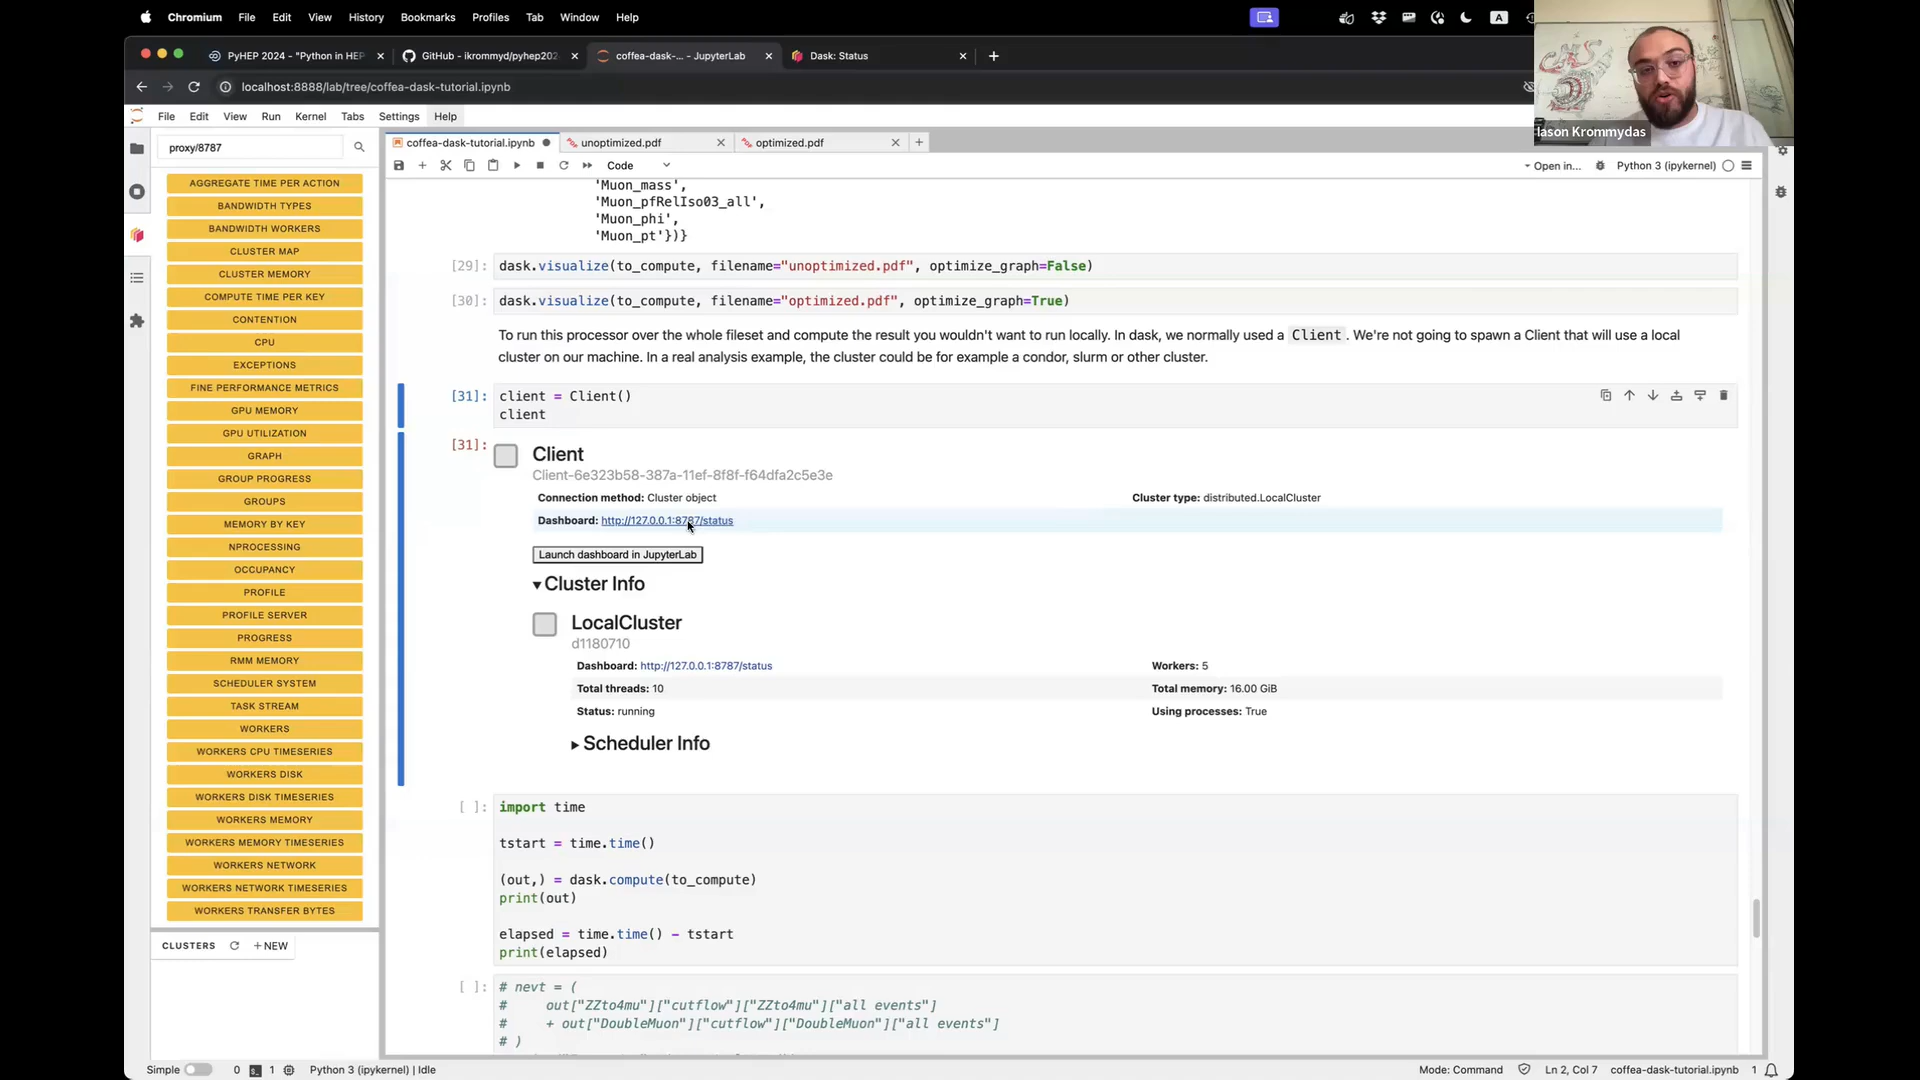 Chromium File Edit View History Bookmarks Profiles Tab Window Help
A
PyHEP 2024 - "Python in HEP
GitHub - ikrommyd/pyhep202
coffea-dask-... - JupyterLab
Dask: Status
localhost:8888/lab/tree/coffea-dask-tutorial.ipynb
Iason Krommydas
File Edit View Run Kernel Tabs Settings Help
proxy/8787
coffea-dask-tutorial.ipynb
unoptimized.pdf
optimized.pdf
Code
Open in...
Python 3 (ipykernel)
AGGREGATE TIME PER ACTION
BANDWIDTH TYPES
BANDWIDTH WORKERS
CLUSTER MAP
CLUSTER MEMORY
COMPUTE TIME PER KEY
CONTENTION
CPU
EXCEPTIONS
FINE PERFORMANCE METRICS
GPU MEMORY
GPU UTILIZATION
GRAPH
GROUP PROGRESS
GROUPS
MEMORY BY KEY
NPROCESSING
OCCUPANCY
PROFILE
PROFILE SERVER
PROGRESS
RMM MEMORY
SCHEDULER SYSTEM
TASK STREAM
WORKERS
WORKERS CPU TIMESERIES
WORKERS DISK
WORKERS DISK TIMESERIES
WORKERS MEMORY
WORKERS MEMORY TIMESERIES
WORKERS NETWORK
WORKERS NETWORK TIMESERIES
WORKERS TRANSFER BYTES
CLUSTERS
+ NEW
'Muon_mass',
'Muon_pfRelIso03_all',
'Muon_phi',
'Muon_pt'})}
[29]: dask.visualize(to_compute, filename="unoptimized.pdf", optimize_graph=False)
[30]: dask.visualize(to_compute, filename="optimized.pdf", optimize_graph=True)
To run this processor over the whole fileset and compute the result you wouldn't want to run locally. In dask, we normally used a Client. We're not going to spawn a Client that will use a local
cluster on our machine. In a real analysis example, the cluster could be for example a condor, slurm or other cluster.
[31]: client = Client()
client
[31]: Client
Client-6e323b58-387a-11ef-8f8f-f64dfa2c5e3e
Connection method: Cluster object
Cluster type: distributed.LocalCluster
Dashboard: http://127.0.0.1:8787/status
Launch dashboard in JupyterLab
Cluster Info
LocalCluster
d1180710
Dashboard: http://127.0.0.1:8787/status
Workers: 5
Total threads: 10
Total memory: 16.00 GiB
Status: running
Using processes: True
Scheduler Info
[ ]: import time
tstart = time.time()
(out,) = dask.compute(to_compute)
print(out)
elapsed = time.time() - tstart
print(elapsed)
[ ]: # nevt = (
#     out["ZZto4mu"]["cutflow"]["ZZto4mu"]["all events"]
#     + out["DoubleMuon"]["cutflow"]["DoubleMuon"]["all events"]
# )
Simple
0
1
Python 3 (ipykernel) | Idle
Mode: Command
Ln 2, Col 7
coffea-dask-tutorial.ipynb
1